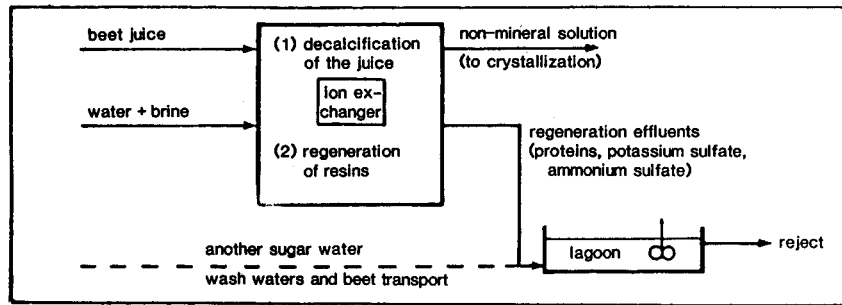 beet juice
(1) decalcification
of the juice
ion ex-
changer
non-mineral solution
(to crystallization)
water + brine
(2) regeneration
of resins
regeneration effluents
(proteins, potassium sulfate,
ammonium sulfate)
another sugar water
wash waters and beet transport
lagoon
reject